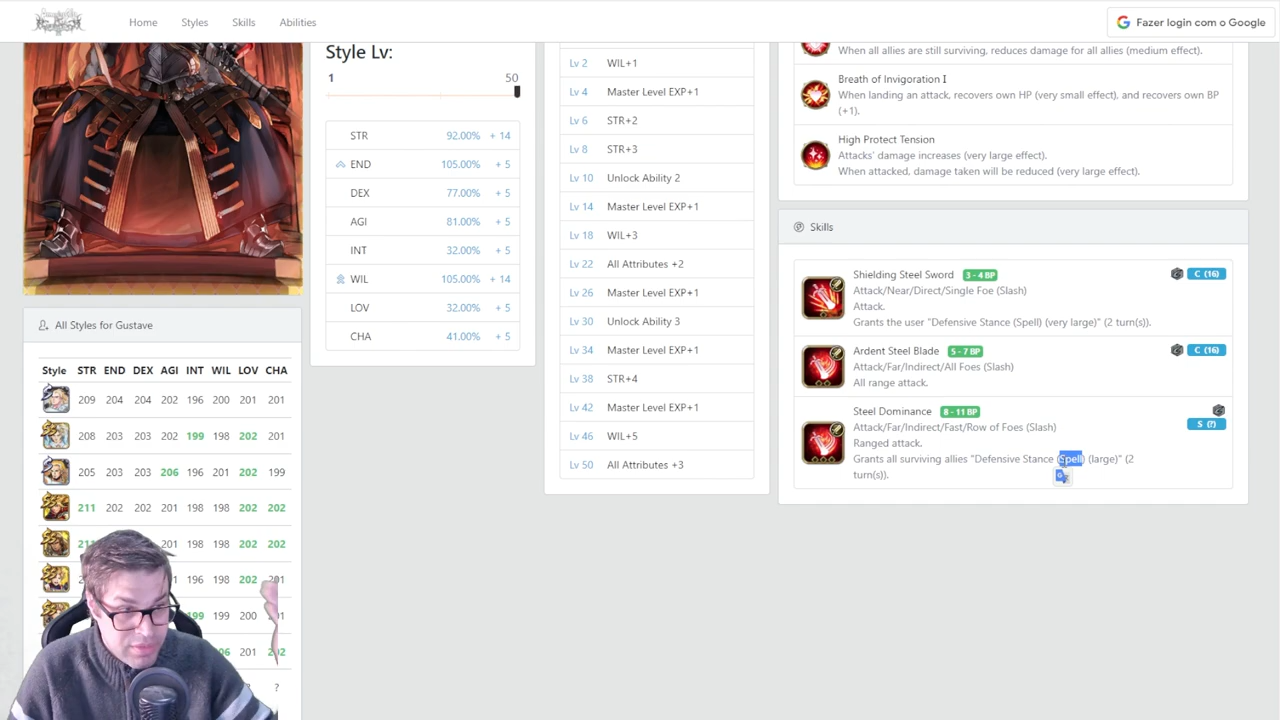 Home Styles Skills Abilities
Fazer login com o Google
Style Lv:
1 50
STR 92.00% + 14
END 105.00% + 5
DEX 77.00% + 5
AGI 81.00% + 5
INT 32.00% + 5
WIL 105.00% + 14
LOV 32.00% + 5
CHA 41.00% + 5
Lv 2 WIL+1
Lv 4 Master Level EXP+1
Lv 6 STR+2
Lv 8 STR+3
Lv 10 Unlock Ability 2
Lv 14 Master Level EXP+1
Lv 18 WIL+3
Lv 22 All Attributes +2
Lv 26 Master Level EXP+1
Lv 30 Unlock Ability 3
Lv 34 Master Level EXP+1
Lv 38 STR+4
Lv 42 Master Level EXP+1
Lv 46 WIL+5
Lv 50 All Attributes +3
When all allies are still surviving, reduces damage for all allies (medium effect).
Breath of Invigoration I
When landing an attack, recovers own HP (very small effect), and recovers own BP
(+1).
High Protect Tension
Attacks' damage increases (very large effect).
When attacked, damage taken will be reduced (very large effect).
Skills
Shielding Steel Sword 3 - 4 BP C (16)
Attack/Near/Direct/Single Foe (Slash)
Attack.
Grants the user "Defensive Stance (Spell) (very large)" (2 turn(s)).
Ardent Steel Blade 5 - 7 BP C (16)
Attack/Far/Indirect/All Foes (Slash)
All range attack.
Steel Dominance 8 - 11 BP
S (?)
Attack/Far/Indirect/Fast/Row of Foes (Slash)
Ranged attack.
Grants all surviving allies "Defensive Stance (Spell) (large)" (2
turn(s)).
All Styles for Gustave
Style STR END DEX AGI INT WIL LOV CHA
209 204 204 202 196 200 201 201
208 203 203 202 199 198 202 201
205 203 203 206 196 201 202 199
211 202 202 201 198 198 202 202
201 198 198 202 202
196 198 202
199 199 200
201
?